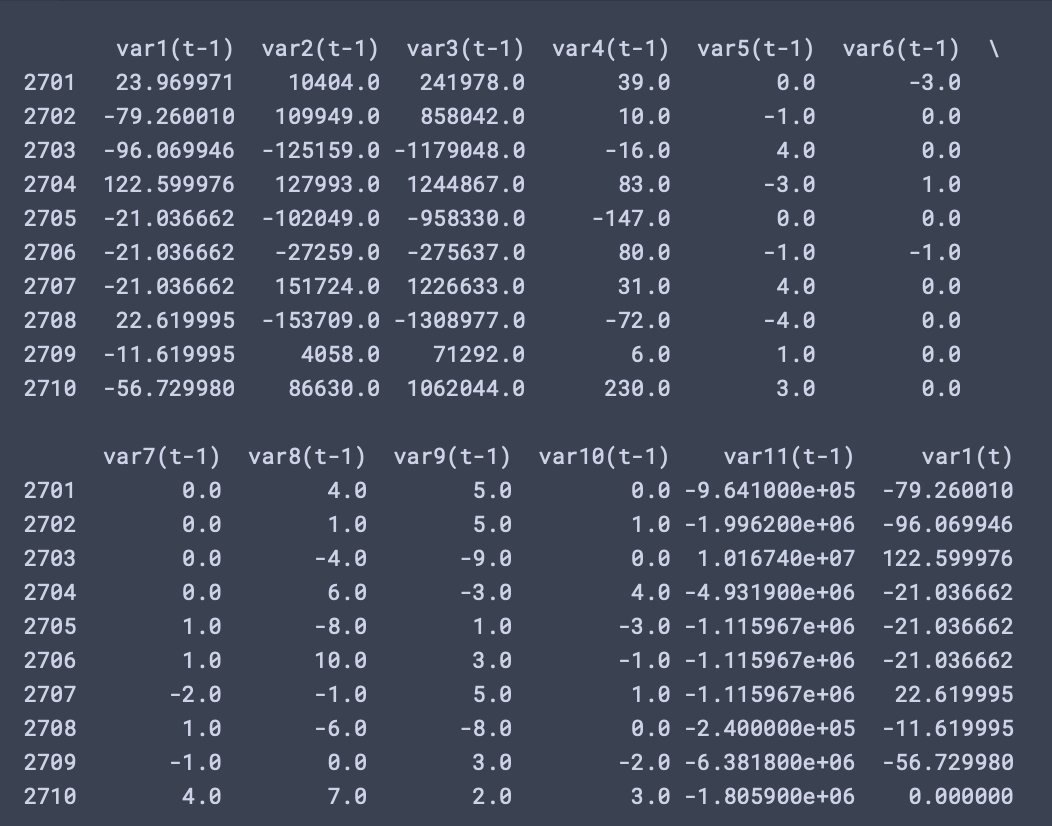 var1(t-1) var2(t-1) var3(t-1) var4(t-1) var5(t-1) var6(t-1) \
2701 23.969971 10404.0 241978.0 39.0 0.0 -3.0
2702 -79.260010 109949.0 858042.0 10.0 -1.0 0.0
2703 -96.069946 -125159.0 -1179048.0 -16.0 4.0 0.0
2704 122.599976 127993.0 1244867.0 83.0 -3.0 1.0
2705 -21.036662 -102049.0 -958330.0 -147.0 0.0 0.0
2706 -21.036662 -27259.0 -275637.0 80.0 -1.0 -1.0
2707 -21.036662 151724.0 1226633.0 31.0 4.0 0.0
2708 22.619995 -153709.0 -1308977.0 -72.0 -4.0 0.0
2709 -11.619995 4058.0 71292.0 6.0 1.0 0.0
2710 -56.729980 86630.0 1062044.0 230.0 3.0 0.0
var7(t-1) var8(t-1) var9(t-1) var10(t-1) var11(t-1) var1(t)
2701 0.0 4.0 5.0 0.0 -9.641000e+05 -79.260010
2702 0.0 1.0 5.0 1.0 -1.996200e+06 -96.069946
2703 0.0 -4.0 -9.0 0.0 1.016740e+07 122.599976
2704 0.0 6.0 -3.0 4.0 -4.931900e+06 -21.036662
2705 1.0 -8.0 1.0 -3.0 -1.115967e+06 -21.036662
2706 1.0 10.0 3.0 -1.0 -1.115967e+06 -21.036662
2707 -2.0 -1.0 5.0 1.0 -1.115967e+06 22.619995
2708 1.0 -6.0 -8.0 0.0 -2.400000e+05 -11.619995
2709 -1.0 0.0 3.0 -2.0 -6.381800e+06 -56.729980
2710 4.0 7.0 2.0 3.0 -1.805900e+06 0.000000